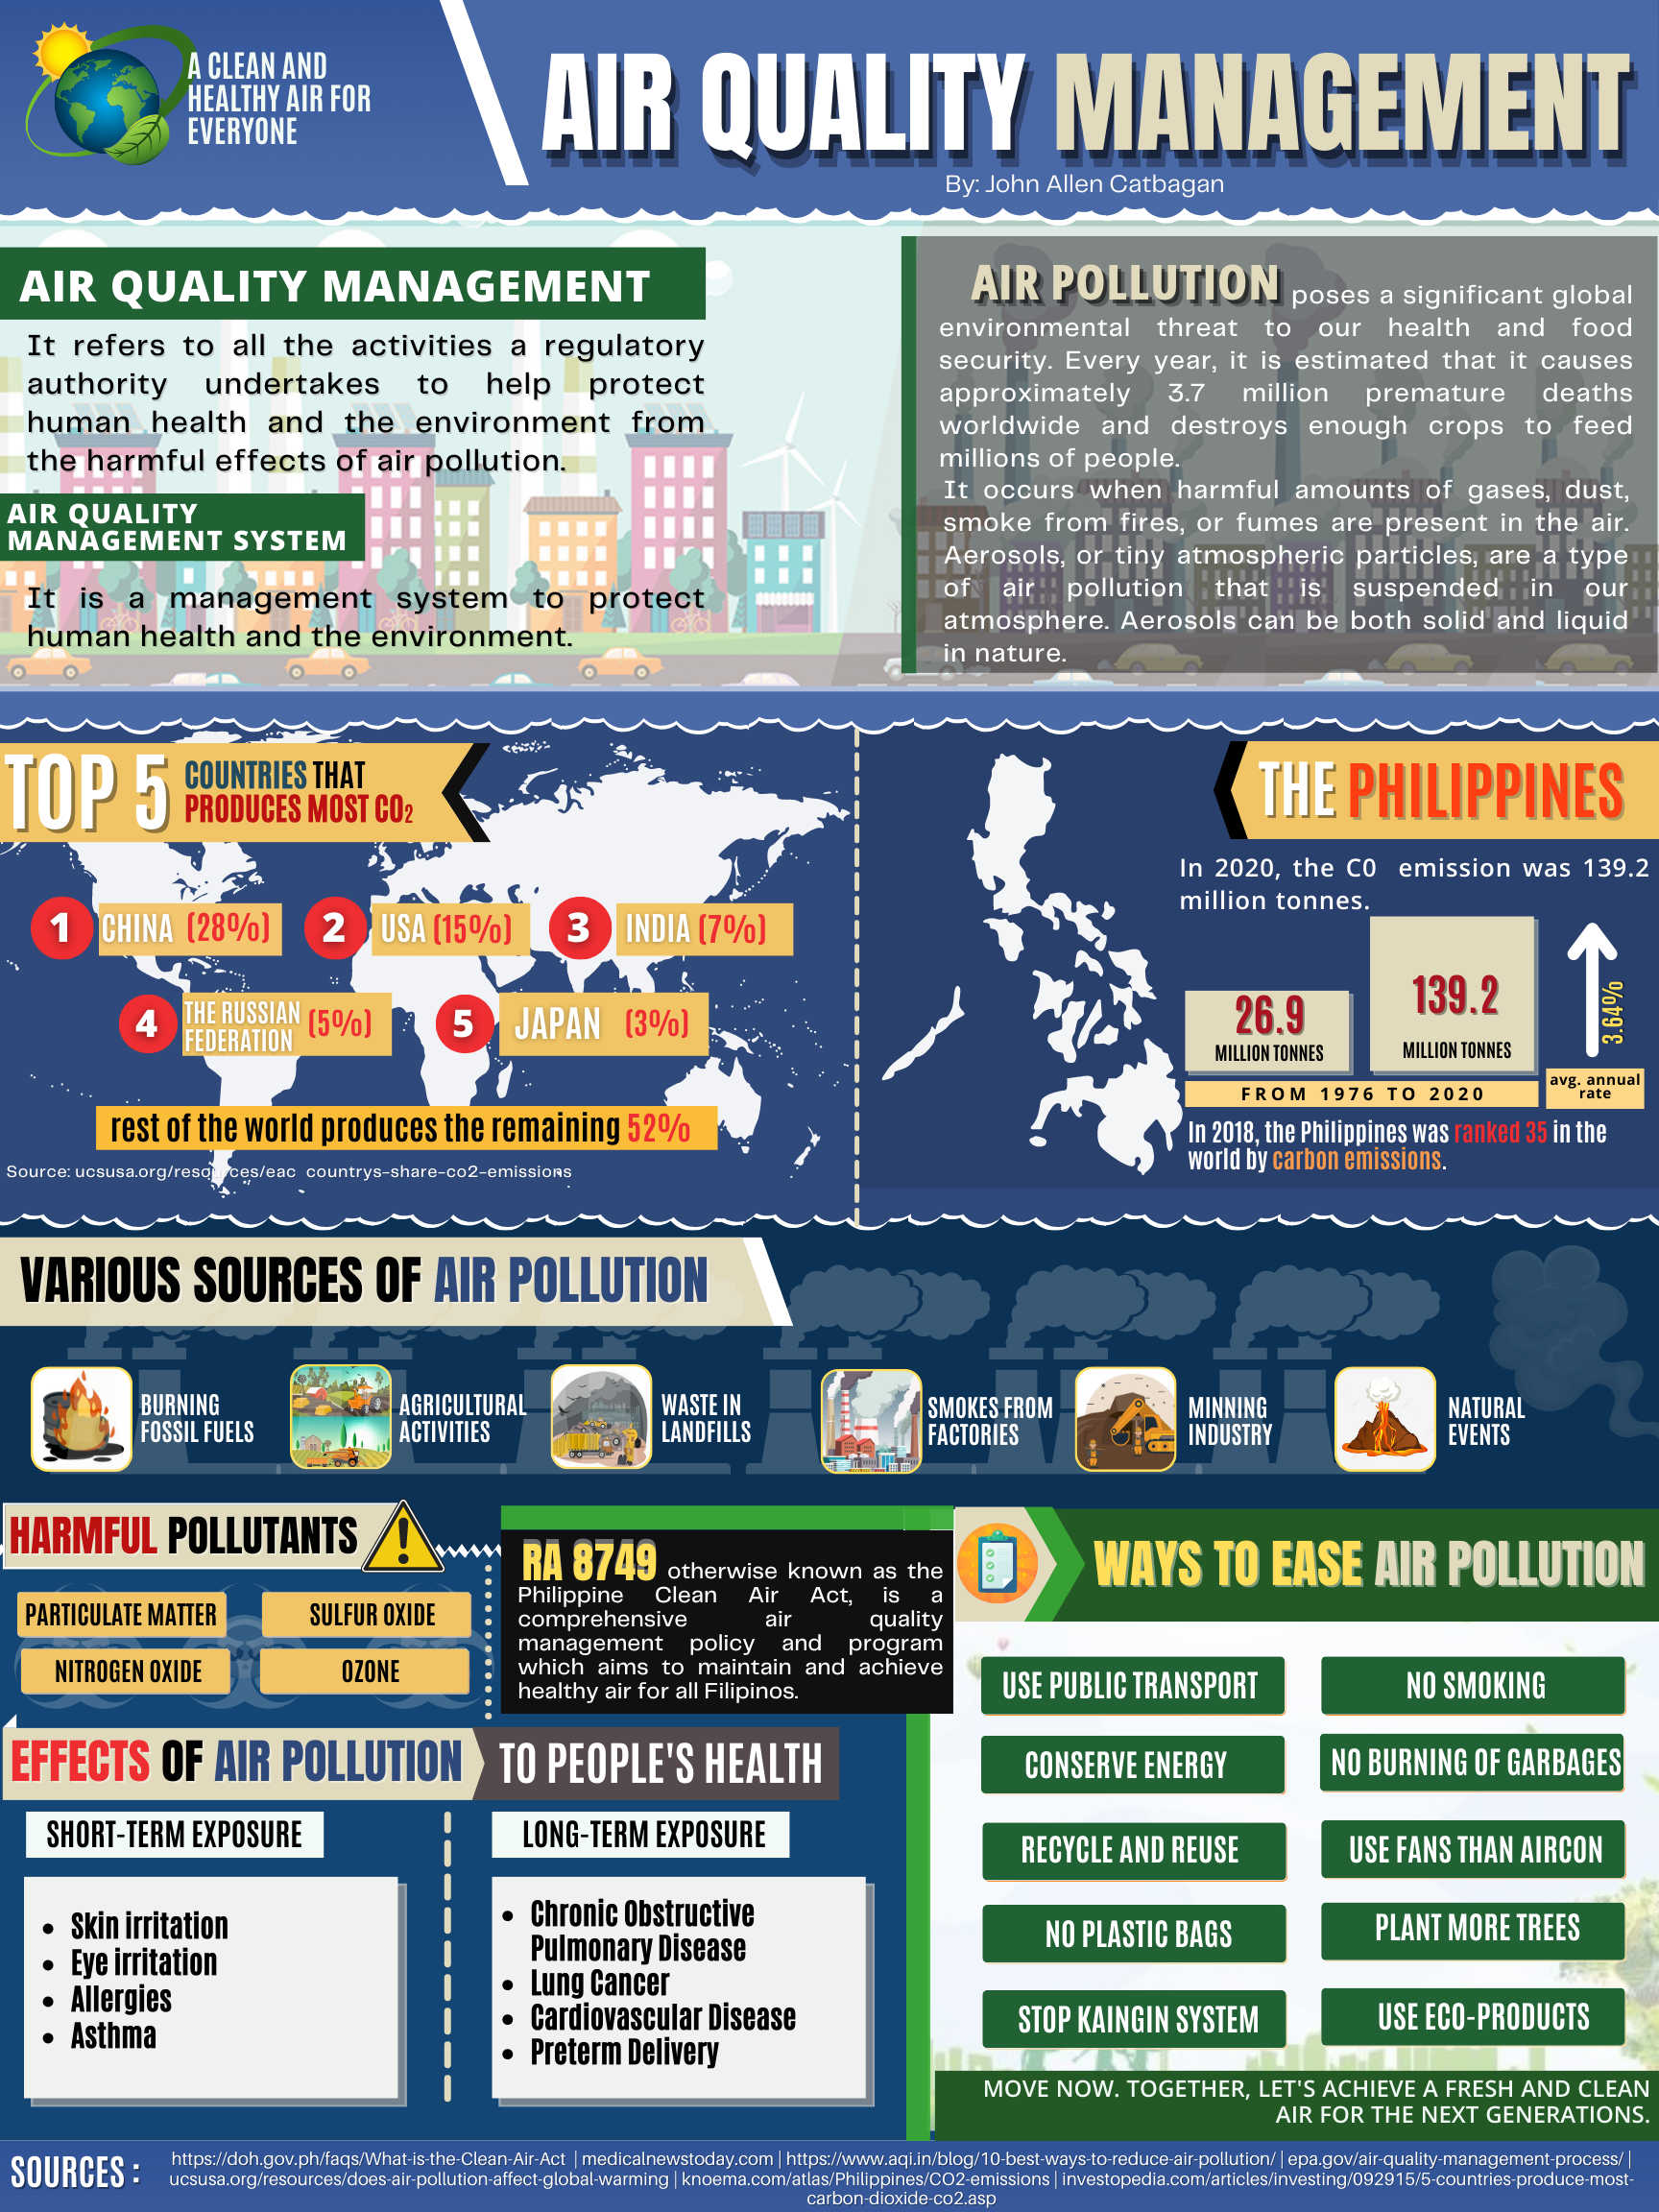 A CLEAN AND
HEALTHY AIR FOR
EVERYONE
AIR QUALITY MANAGEMENT
By: John Allen Catbagan
AIR QUALITY MANAGEMENT
It refers to all the activities a regulatory
authority undertakes to help protect
human health and the environment from
the harmful effects of air pollution.
AIR QUALITY
MANAGEMENT SYSTEM
It is a management system to protect
human health and the environment.
AIR POLLUTION poses a significant global
environmental threat to our health and food
security. Every year, it is estimated that it causes
approximately 3.7 million premature deaths
worldwide and destroys enough crops to feed
millions of people.
It occurs when harmful amounts of gases, dust,
smoke from fires, or fumes are present in the air.
Aerosols, or tiny atmospheric particles, are a type
of air pollution that is suspended in our
atmosphere. Aerosols can be both solid and liquid
in nature.
TOP 5 COUNTRIES THAT
PRODUCES MOST CO₂
1 CHINA (28%)
2 USA (15%)
3 INDIA (7%)
4 THE RUSSIAN
FEDERATION (5%)
5 JAPAN (3%)
rest of the world produces the remaining 52%
Source: ucsusa.org/resources/eac countrys-share-co2-emissions
THE PHILIPPINES
In 2020, the C0 emission was 139.2
million tonnes.
26.9
MILLION TONNES
139.2
MILLION TONNES
3.64%
FROM 1976 TO 2020
avg. annual
rate
In 2018, the Philippines was ranked 35 in the
world by carbon emissions.
VARIOUS SOURCES OF AIR POLLUTION
BURNING
FOSSIL FUELS
AGRICULTURAL
ACTIVITIES
WASTE IN
LANDFILLS
SMOKES FROM
FACTORIES
MINNING
INDUSTRY
NATURAL
EVENTS
HARMFUL POLLUTANTS
PARTICULATE MATTER
SULFUR OXIDE
NITROGEN OXIDE
OZONE
RA 8749 otherwise known as the
Philippine Clean Air Act, is a
comprehensive air quality
management policy and program
which aims to maintain and achieve
healthy air for all Filipinos.
EFFECTS OF AIR POLLUTION TO PEOPLE'S HEALTH
SHORT-TERM EXPOSURE
• Skin irritation
• Eye irritation
• Allergies
• Asthma
LONG-TERM EXPOSURE
• Chronic Obstructive
Pulmonary Disease
• Lung Cancer
• Cardiovascular Disease
• Preterm Delivery
WAYS TO EASE AIR POLLUTION
USE PUBLIC TRANSPORT
NO SMOKING
CONSERVE ENERGY
NO BURNING OF GARBAGES
RECYCLE AND REUSE
USE FANS THAN AIRCON
NO PLASTIC BAGS
PLANT MORE TREES
STOP KAINGIN SYSTEM
USE ECO-PRODUCTS
MOVE NOW. TOGETHER, LET'S ACHIEVE A FRESH AND CLEAN
AIR FOR THE NEXT GENERATIONS.
SOURCES :
https://doh.gov.ph/faqs/What-is-the-Clean-Air-Act | medicalnewstoday.com | https://www.aqi.in/blog/10-best-ways-to-reduce-air-pollution/ | epa.gov/air-quality-management-process/ |
ucsusa.org/resources/does-air-pollution-affect-global-warming | knoema.com/atlas/Philippines/CO2-emissions | investopedia.com/articles/investing/092915/5-countries-produce-most-
carbon-dioxide-co2.asp